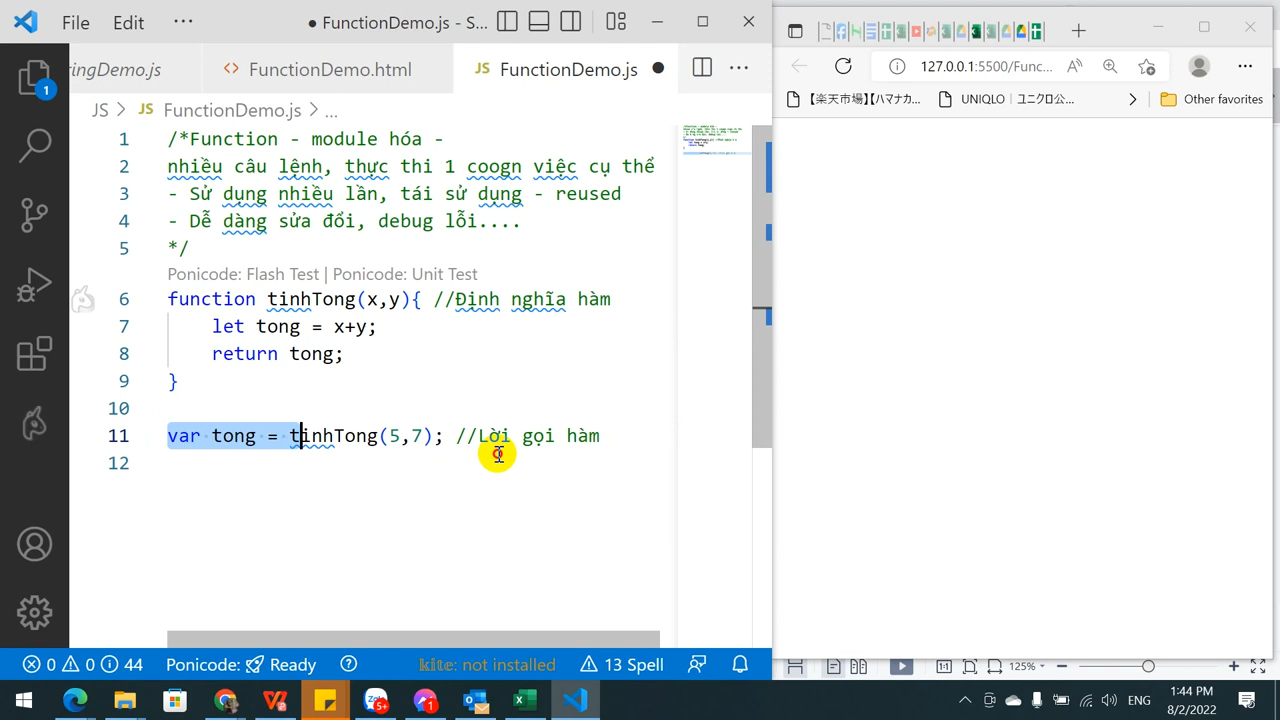 File Edit ··· ● FunctionDemo.js - S...
ringDemo.js <> FunctionDemo.html JS FunctionDemo.js ● ···
JS > JS FunctionDemo.js > ...
1 /*Function - module hóa -
2 nhiều câu lệnh, thực thi 1 coogn việc cụ thể
3 - Sử dụng nhiều lần, tái sử dụng - reused
4 - Dễ dàng sửa đổi, debug lỗi....
5 */
Ponicode: Flash Test | Ponicode: Unit Test
6 function tinhTong(x,y){ //Định nghĩa hàm
7 let tong = x+y;
8 return tong;
9 }
10
11 var tong = tinhTong(5,7); //Lời gọi hàm
12
1
0 0 44 Ponicode: Ready kite: not installed 13 Spell
127.0.0.1:5500/Func...
【楽天市場】【ハマナカ... UNIQLO | ユニクロ公... Other favorites
125%
ENG
1:44 PM
8/2/2022
5+
1